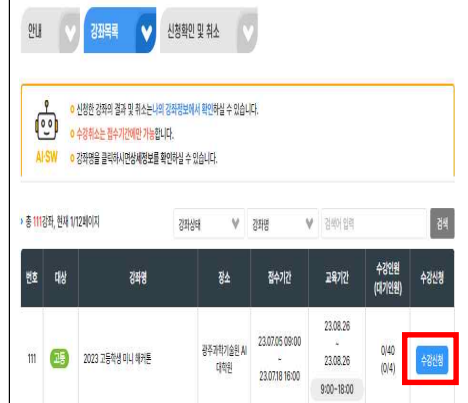 안내
강좌목록
신청확인 및 취소
신청한 강좌의 결과 및 취소는나의 강좌정보에서 확인하실 수 있습니다.
수강취소는 접수기간에만 가능합니다.
강좌명을 클릭하시면상세정보를 확인하실 수 있습니다.
AI·SW
총 111강좌, 현재 1/12페이지
강좌상태
강좌명
검색어 입력
검색
번호 대상 강좌명 장소 접수기간 교육기간 수강인원 (대기인원) 수강신청
111 고등 2023 고등학생 미니 해커톤
광주과학기술원 AI
대학원
23.07.05 09:00
~
23.07.18 16:00
23.08.26
~
23.08.26
9:00~18:00
0/40
(0/4)
수강신청